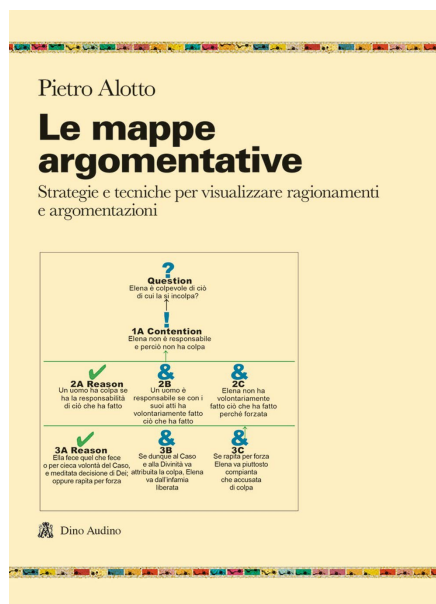 Pietro Alotto
Le mappe
argomentative
Strategie e tecniche per visualizzare ragionamenti
e argomentazioni
?
Question
Elena è colpevole di ciò
di cui la si incolpa?
!
1A Contention
Elena non è responsabile
e perciò non ha colpa
2A Reason
Un uomo ha colpa se
ha la responsabilità
di ciò che ha fatto
&
2B
Un uomo è
responsabile se con i
suoi atti ha
volontariamente fatto
ciò che ha fatto
&
2C
Elena non ha
volontariamente
fatto ciò che ha fatto
perché forzata
3A Reason
Ella fece quel che fece
o per cieca volontà del Caso,
e meditata decisione di Dei;
oppure rapita per forza
&
3B
Se dunque al Caso
e alla Divinità va
attribuita la colpa, Elena
va dall'infamia
liberata
&
3C
Se rapita per forza
Elena va piuttosto
compianta
che accusata
di colpa
Dino Audino